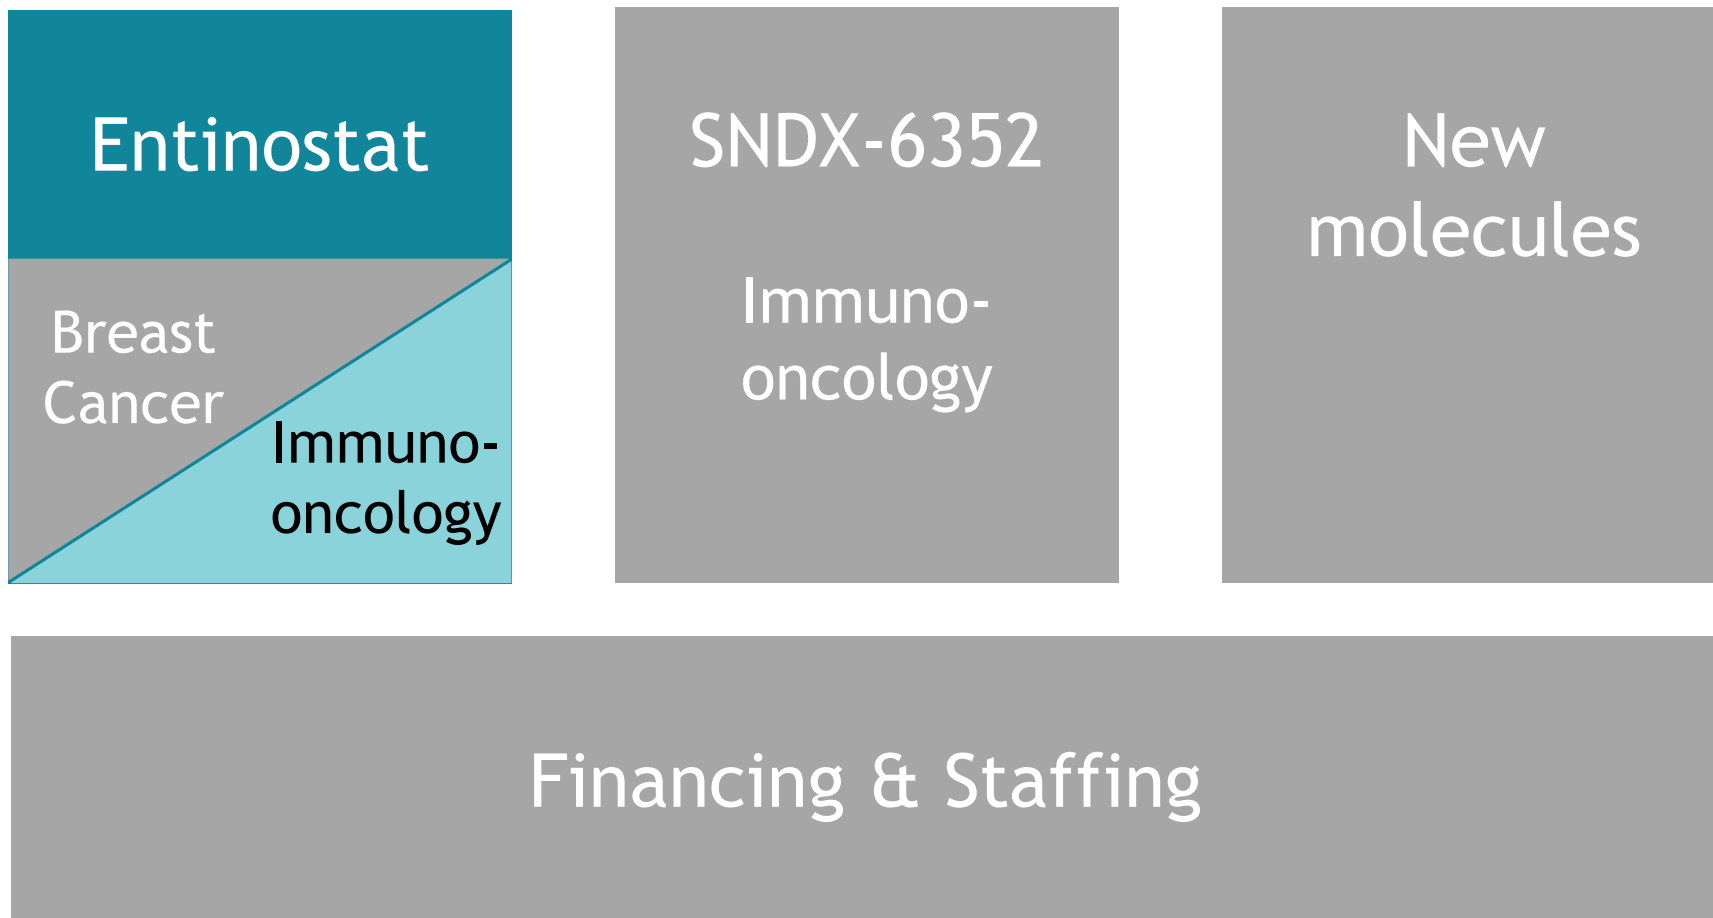 Entinostat
Breast
Cancer
Immuno-
oncology
SNDX-6352
Immuno-
oncology
New
molecules
Financing & Staffing